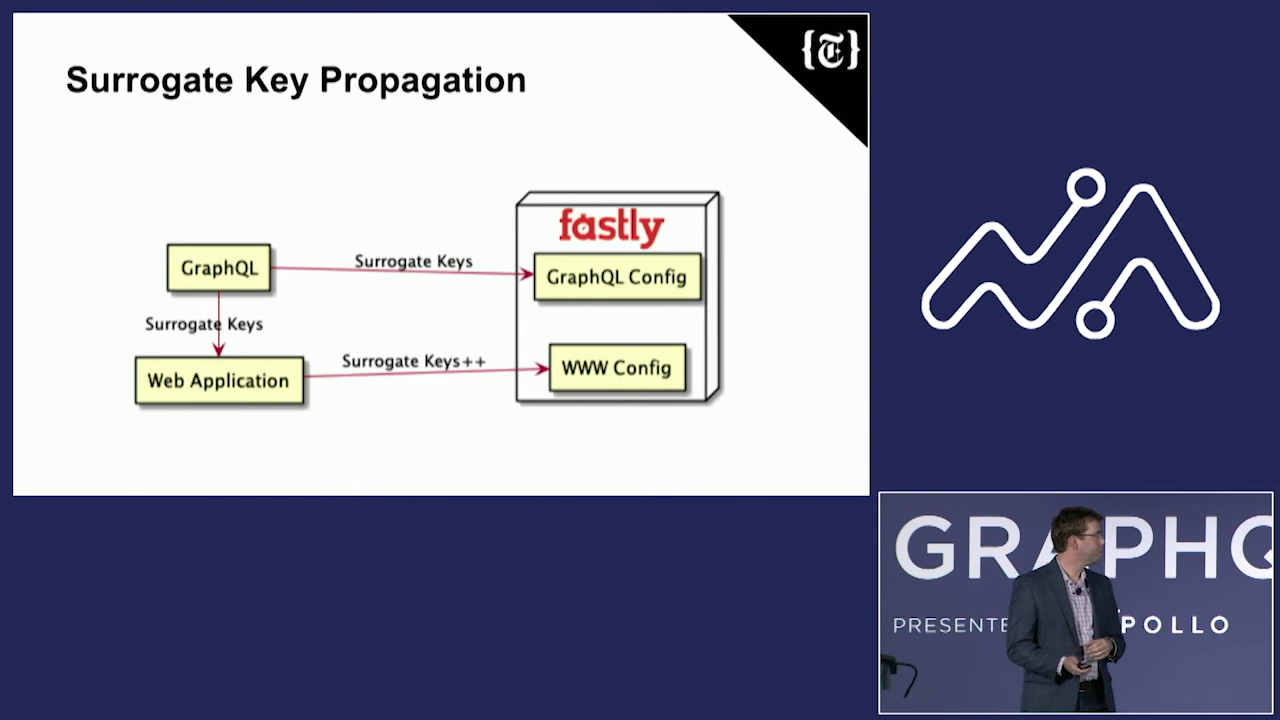 Surrogate Key Propagation
{T}
fastly
GraphQL
Surrogate Keys
GraphQL Config
Surrogate Keys
Web Application
Surrogate Keys++
WWW Config
GRAPHQ
PRESENTE
POLLO